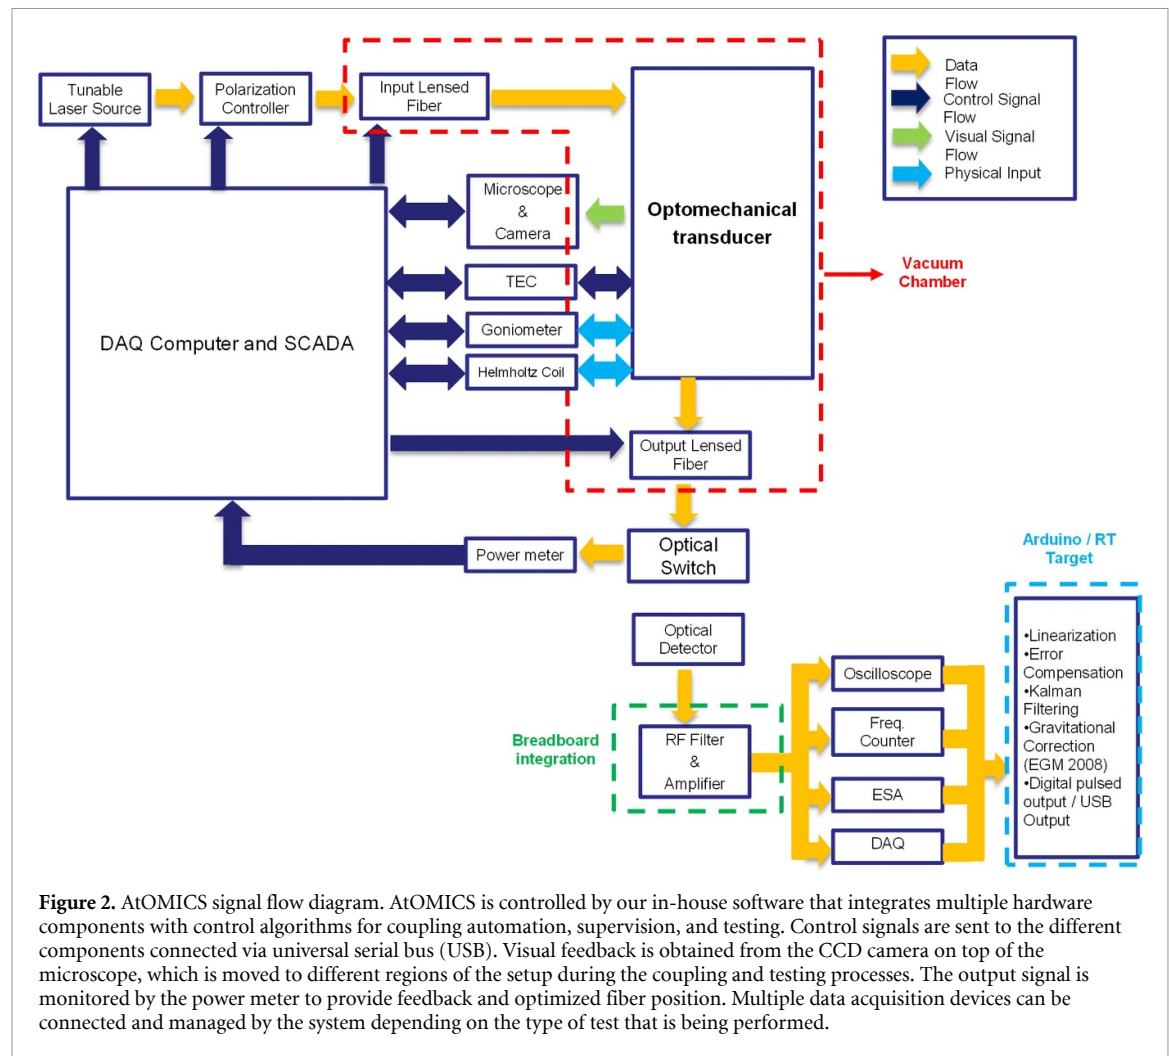 Tunable
Laser Source
Polarization
Controller
Input Lensed
Fiber
Data
Flow
Control Signal
Flow
Visual Signal
Flow
Physical Input
Microscope
&
Camera
Optomechanical
transducer
TEC
Vacuum
Chamber
Goniometer
DAQ Computer and SCADA
Helmholtz Coil
Output Lensed
Fiber
Power meter
Optical
Switch
Arduino / RT
Target
Optical
Detector
•Linearization
•Error
Compensation
•Kalman
Filtering
•Gravitational
Correction
(EGM 2008)
•Digital pulsed
output / USB
Output
Oscilloscope
Breadboard
integration
RF Filter
&
Amplifier
Freq.
Counter
ESA
DAQ
Figure 2. AtOMICS signal flow diagram. AtOMICS is controlled by our in-house software that integrates multiple hardware
components with control algorithms for coupling automation, supervision, and testing. Control signals are sent to the different
components connected via universal serial bus (USB). Visual feedback is obtained from the CCD camera on top of the
microscope, which is moved to different regions of the setup during the coupling and testing processes. The output signal is
monitored by the power meter to provide feedback and optimized fiber position. Multiple data acquisition devices can be
connected and managed by the system depending on the type of test that is being performed.